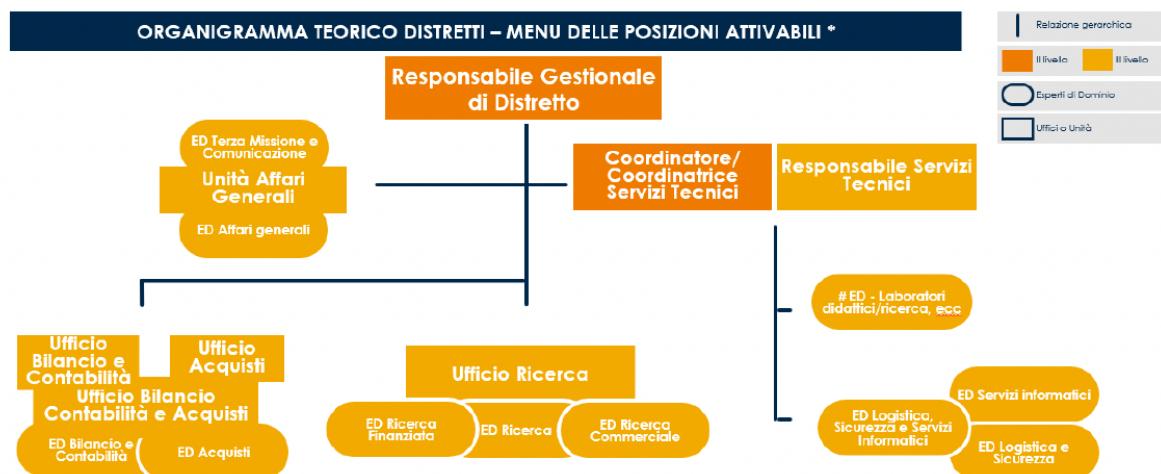 ORGANIGRAMMA TEORICO DISTRETTI – MENU DELLE POSIZIONI ATTIVABILI *
Relazione gerarchica
II livello
III livello
Esperti di Dominio
Uffici o Unità
Responsabile Gestionale
di Distretto
ED Terza Missione e
Comunicazione
Unità Affari
Generali
ED Affari generali
Coordinatore/
Coordinatrice
Servizi Tecnici
Responsabile Servizi
Tecnici
# ED - Laboratori
didattici/ricerca, ecc
Ufficio
Bilancio e
Contabilità
Ufficio
Acquisti
Ufficio Bilancio
Contabilità e Acquisti
ED Bilancio e
Contabilità
ED Acquisti
Ufficio Ricerca
ED Ricerca
Finanziata
ED Ricerca
ED Ricerca
Commerciale
ED Servizi informatici
ED Logistica,
Sicurezza e Servizi
Informatici
ED Logistica e
Sicurezza